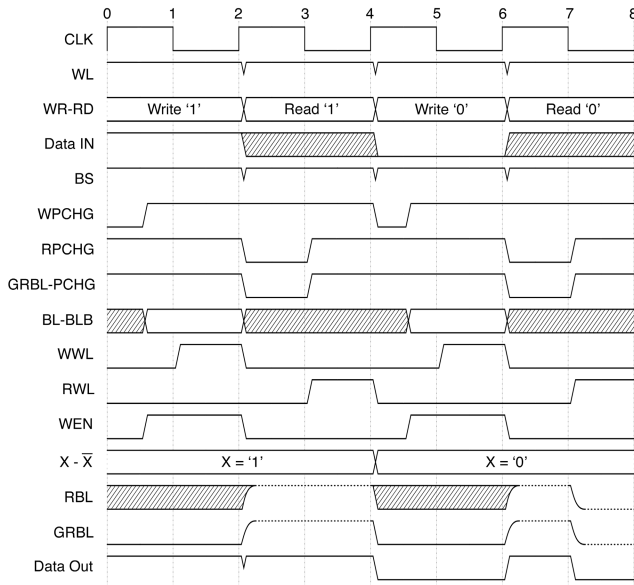 0 1 2 3 4 5 6 7 8
CLK
WL
WR-RD Write ‘1’ Read ‘1’ Write ‘0’ Read ‘0’
Data IN
BS
WPCHG
RPCHG
GRBL-PCHG
BL-BLB
WWL
RWL
WEN
X - X̅ X = ‘1’ X = ‘0’
RBL
GRBL
Data Out